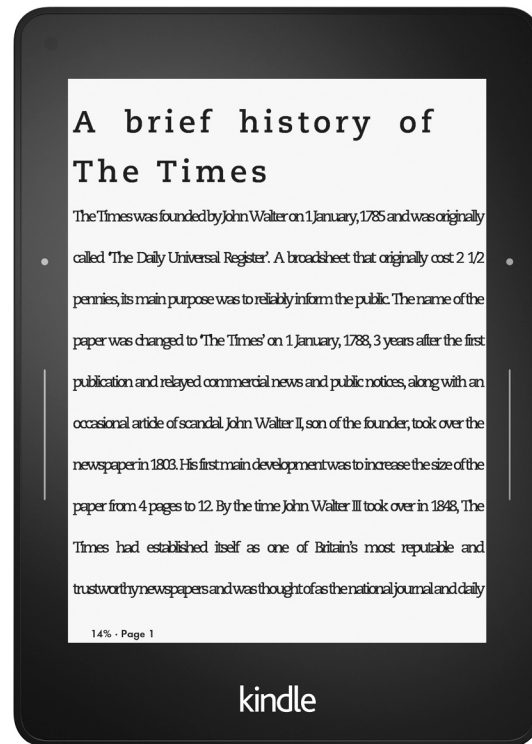 A brief history of
The Times
The Times was founded by John Walter on 1 January, 1785 and was originally
called ‘The Daily Universal Register’. A broadsheet that originally cost 2 1/2
pennies, its main purpose was to reliably inform the public. The name of the
paper was changed to ‘The Times’ on 1 January, 1788, 3 years after the first
publication and relayed commercial news and public notices, along with an
occasional article of scandal. John Walter II, son of the founder, took over the
newspaper in 1803. His first main development was to increase the size of the
paper from 4 pages to 12. By the time John Walter III took over in 1848, The
Times had established itself as one of Britain’s most reputable and
trustworthy newspapers and was thought of as the national journal and daily
14% · Page 1
kindle